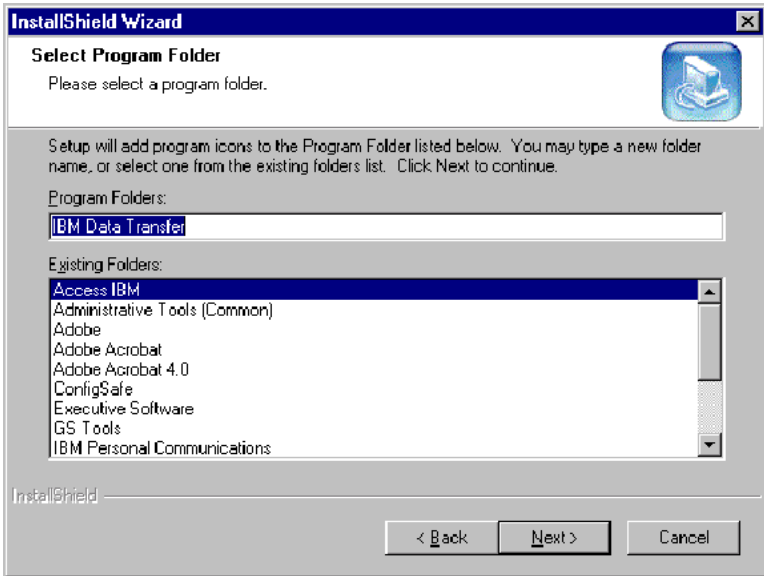 InstallShield Wizard
Select Program Folder
Please select a program folder.
Setup will add program icons to the Program Folder listed below. You may type a new folder
name, or select one from the existing folders list. Click Next to continue.
Program Folders:
IBM Data Transfer
Existing Folders:
Access IBM
Administrative Tools (Common)
Adobe
Adobe Acrobat
Adobe Acrobat 4.0
ConfigSafe
Executive Software
GS Tools
IBM Personal Communications
InstallShield
< Back Next > Cancel